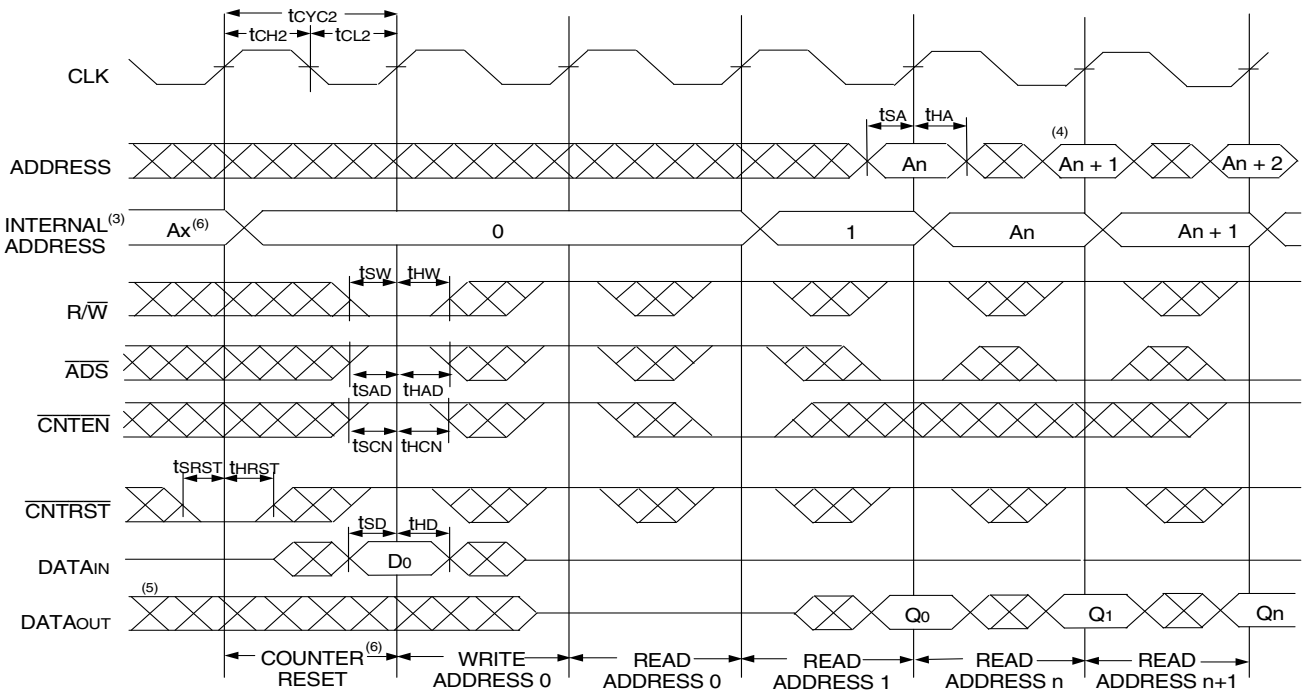 tCYC2
tCH2 tCL2
CLK
tSA tHA
(4)
ADDRESS An An + 1 An + 2
INTERNAL(3)
ADDRESS
Ax(6) 0 1 An An + 1
tSW tHW
R/W̅
A̅D̅S̅
tSAD tHAD
C̅N̅T̅E̅N̅
tSCN tHCN
tSRST tHRST
C̅N̅T̅R̅S̅T̅
tSD tHD
DATAIN D0
(5)
DATAOUT Q0 Q1 Qn
COUNTER(6)
RESET
WRITE
ADDRESS 0
READ
ADDRESS 0
READ
ADDRESS 1
READ
ADDRESS n
READ
ADDRESS n+1